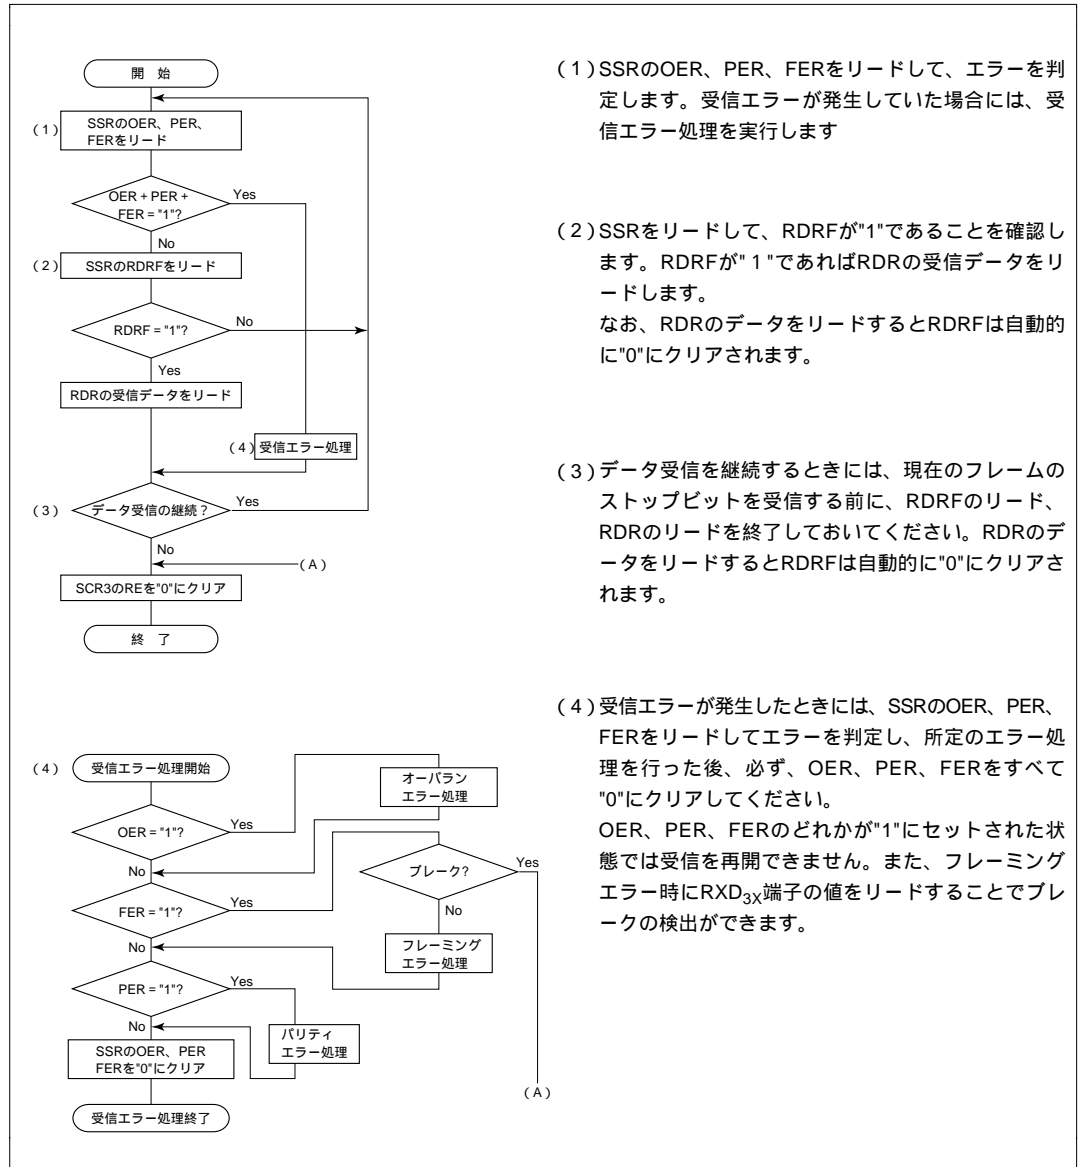 開　始
(1)
SSRのOER、PER、
FERをリード
OER + PER +
FER = "1"?
Yes
No
(2)
SSRのRDRFをリード
RDRF = "1"?
No
Yes
RDRの受信データをリード
(4)
受信エラー処理
(3)
データ受信の継続？
Yes
No
(A)
SCR3のREを"0"にクリア
終　了
(4)
受信エラー処理開始
オーバラン
エラー処理
OER = "1"?
Yes
No
ブレーク?
Yes
No
FER = "1"?
Yes
No
フレーミング
エラー処理
PER = "1"?
Yes
No
パリティ
エラー処理
SSRのOER、PER
FERを"0"にクリア
(A)
受信エラー処理終了
(1)SSRのOER、PER、FERをリードして、エラーを判
定します。受信エラーが発生していた場合には、受
信エラー処理を実行します
(2)SSRをリードして、RDRFが"1"であることを確認し
ます。RDRFが"１"であればRDRの受信データをリ
ードします。
なお、RDRのデータをリードするとRDRFは自動的
に"0"にクリアされます。
(3)データ受信を継続するときには、現在のフレームの
ストップビットを受信する前に、RDRFのリード、
RDRのリードを終了しておいてください。RDRのデ
ータをリードするとRDRFは自動的に"0"にクリアさ
れます。
(4)受信エラーが発生したときには、SSRのOER、PER、
FERをリードしてエラーを判定し、所定のエラー処
理を行った後、必ず、OER、PER、FERをすべて
"0"にクリアしてください。
OER、PER、FERのどれかが"1"にセットされた状
態では受信を再開できません。また、フレーミング
エラー時にRXD3X端子の値をリードすることでブレ
ークの検出ができます。